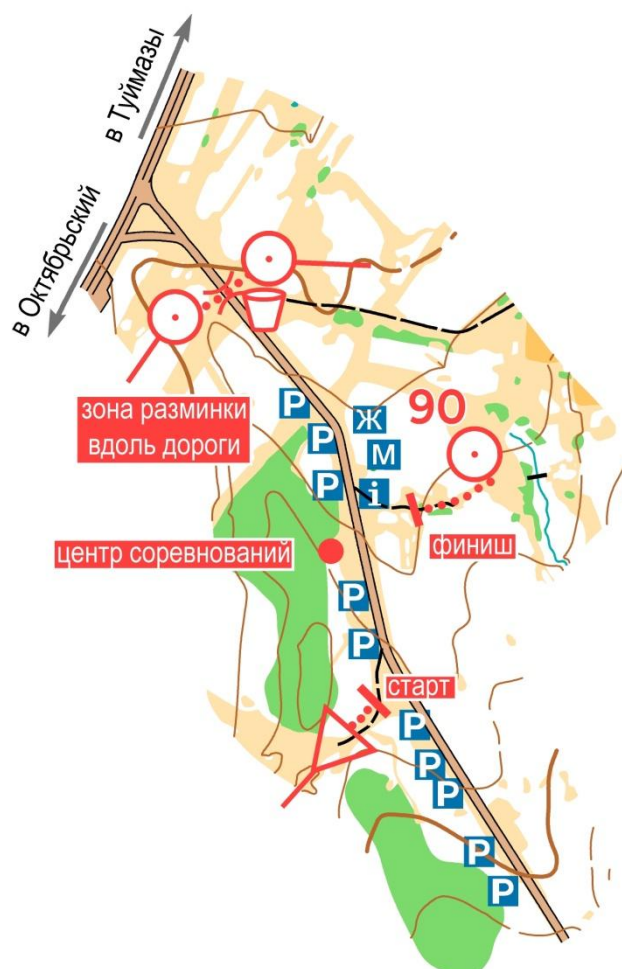 в Туймазы
в Октябрьский
зона разминки
вдоль дороги
P
P
P
ж
м
i
90
финиш
центр соревнований
P
P
старт
P
P
P
P
P